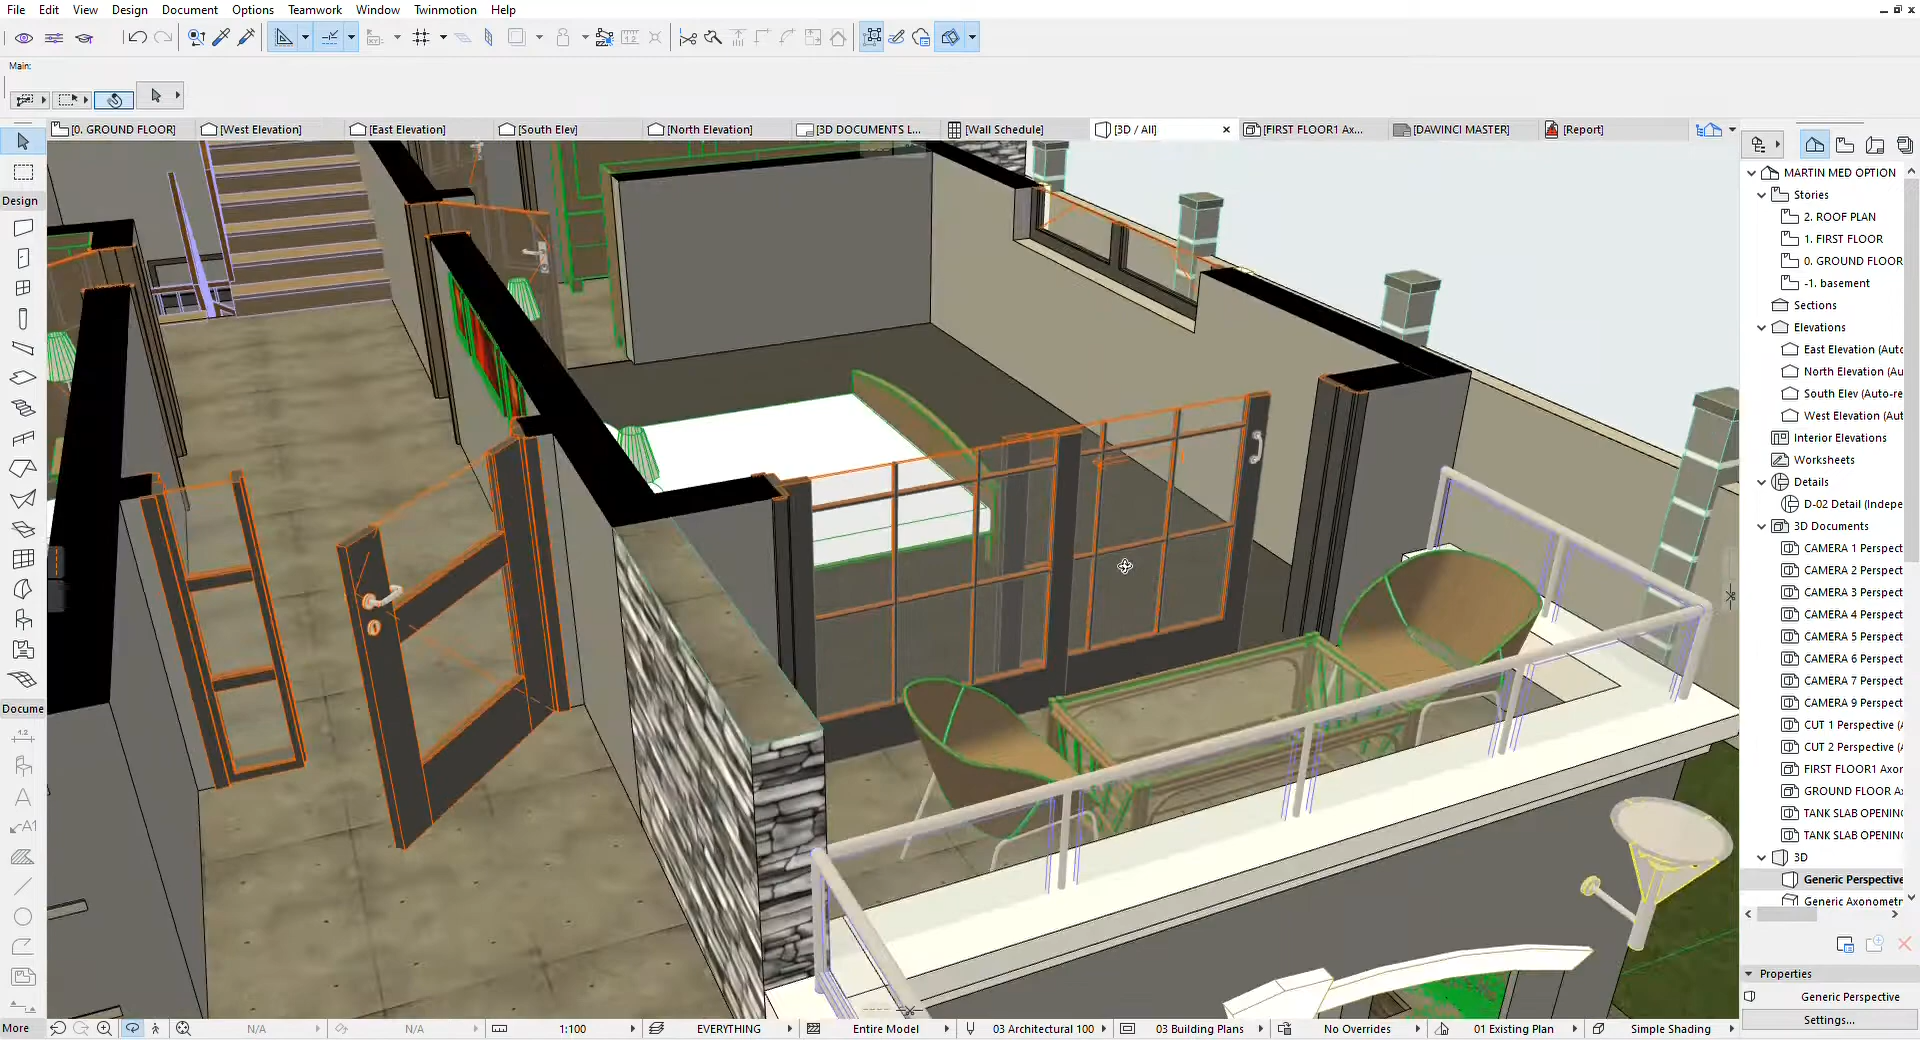 File Edit View Design Document Options Teamwork Window Twinmotion Help
Main:
[0. GROUND FLOOR] [West Elevation] [East Elevation] [South Elev] [North Elevation] [3D DOCUMENTS L... [Wall Schedule] [3D / All] [FIRST FLOOR1 Ax... [DAWINCI MASTER] [Report]
Design
Docume
More
MARTIN MED OPTION
Stories
2. ROOF PLAN
1. FIRST FLOOR
0. GROUND FLOOR
-1. basement
Sections
Elevations
East Elevation (Auto
North Elevation (Au
South Elev (Auto-re
West Elevation (Aut
Interior Elevations
Worksheets
Details
D-02 Detail (Indepe
3D Documents
CAMERA 1 Perspect
CAMERA 2 Perspect
CAMERA 3 Perspect
CAMERA 4 Perspect
CAMERA 5 Perspect
CAMERA 6 Perspect
CAMERA 7 Perspect
CAMERA 9 Perspect
CUT 1 Perspective (A
CUT 2 Perspective (A
FIRST FLOOR1 Axor
GROUND FLOOR Ax
TANK SLAB OPENING
TANK SLAB OPENING
3D
Generic Perspective
Generic Axonometr
Properties
Generic Perspective
Settings...
N/A N/A 1:100 EVERYTHING Entire Model 03 Architectural 100 03 Building Plans No Overrides 01 Existing Plan Simple Shading